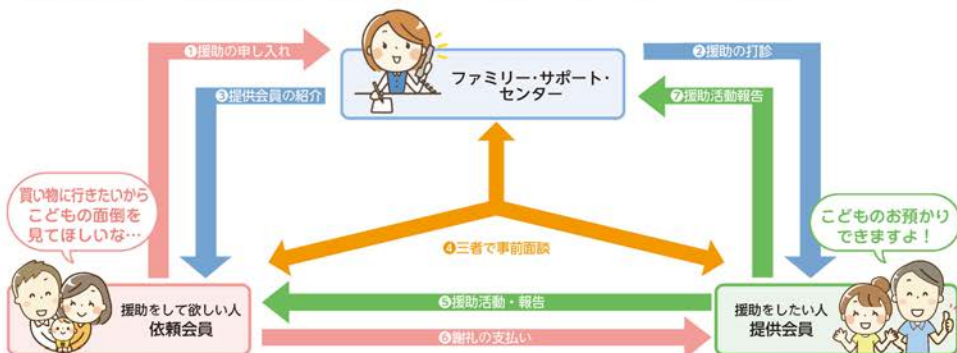 ❶援助の申し入れ
❷援助の打診
ファミリー・サポート・
センター
❸提供会員の紹介
❼援助活動報告
買い物に行きたいから
こどもの面倒を
見てほしいな…
こどものお預かり
できますよ！
❹三者で事前面談
援助をして欲しい人
依頼会員
❺援助活動・報告
援助をしたい人
提供会員
❻謝礼の支払い